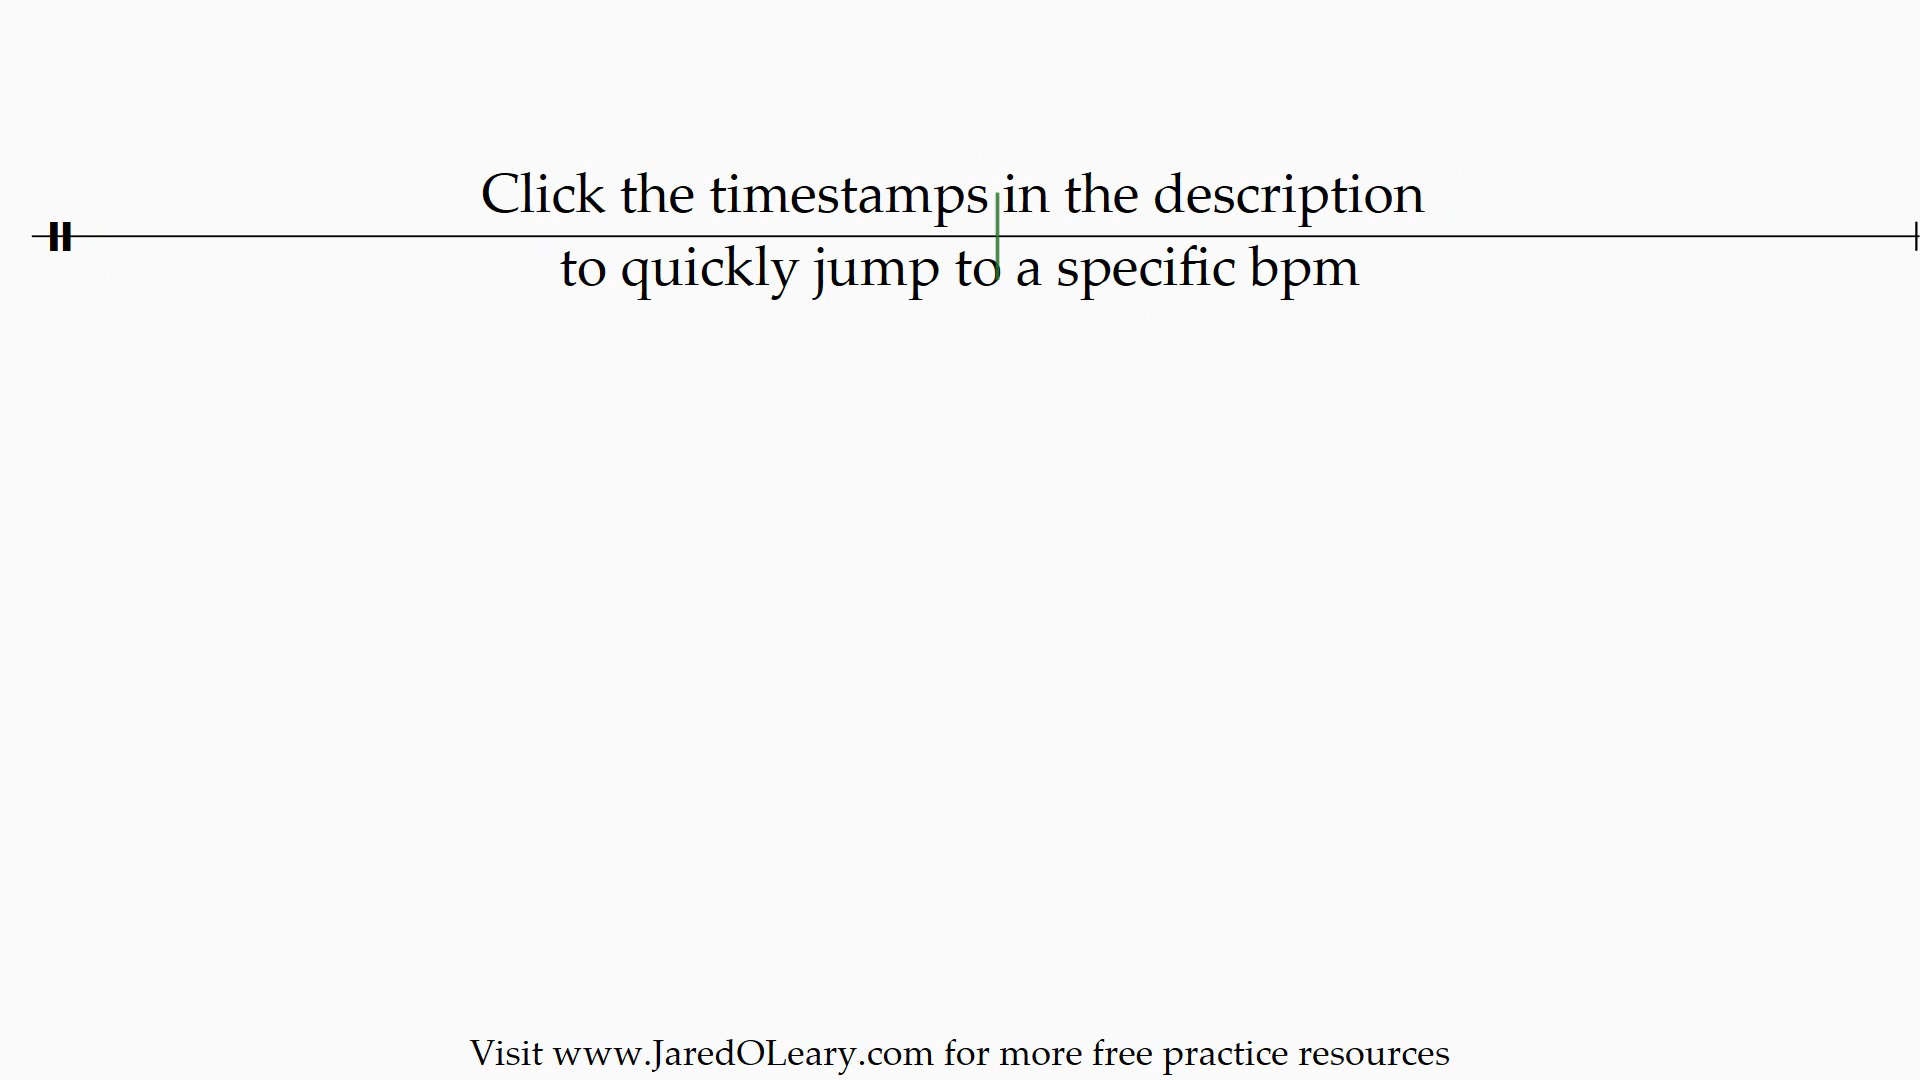 Click the timestamps in the description
to quickly jump to a specific bpm
Visit www.JaredOLeary.com for more free practice resources